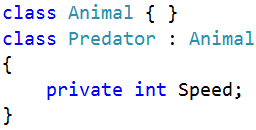 class Animal { }
class Predator : Animal
{
    private int Speed;
}